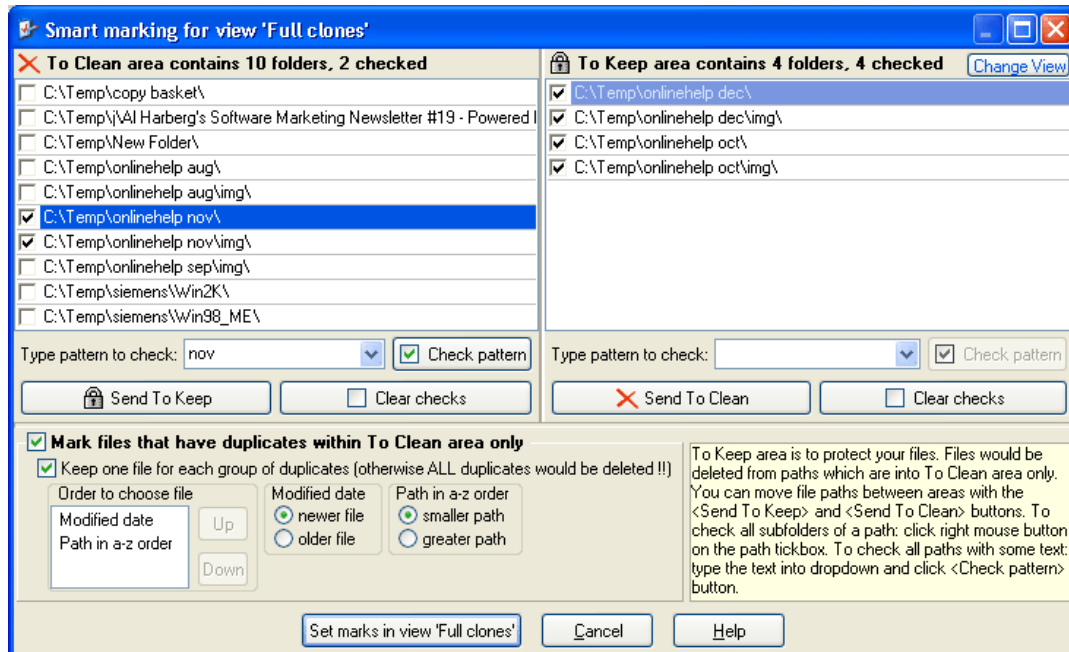 Smart marking for view 'Full clones'
To Clean area contains 10 folders, 2 checked
C:\Temp\copy basket\
C:\Temp\j\Al Harberg's Software Marketing Newsletter #19 - Powered
C:\Temp\New Folder\
C:\Temp\onlinehelp aug\
C:\Temp\onlinehelp aug\img\
C:\Temp\onlinehelp nov\
C:\Temp\onlinehelp nov\img\
C:\Temp\onlinehelp sep\img\
C:\Temp\siemens\Win2K\
C:\Temp\siemens\Win98_ME\
Type pattern to check: nov Check pattern
Send To Keep Clear checks
To Keep area contains 4 folders, 4 checked Change View
C:\Temp\onlinehelp dec\
C:\Temp\onlinehelp dec\img\
C:\Temp\onlinehelp oct\
C:\Temp\onlinehelp oct\img\
Type pattern to check: Check pattern
Send To Clean Clear checks
Mark files that have duplicates within To Clean area only
Keep one file for each group of duplicates (otherwise ALL duplicates would be deleted !!)
Order to choose file
Modified date
Path in a-z order
Up
Down
Modified date
newer file
older file
Path in a-z order
smaller path
greater path
To Keep area is to protect your files. Files would be
deleted from paths which are into To Clean area only.
You can move file paths between areas with the
<Send To Keep> and <Send To Clean> buttons. To
check all subfolders of a path: click right mouse button
on the path tickbox. To check all paths with some text:
type the text into dropdown and click <Check pattern>
button.
Set marks in view 'Full clones' Cancel Help